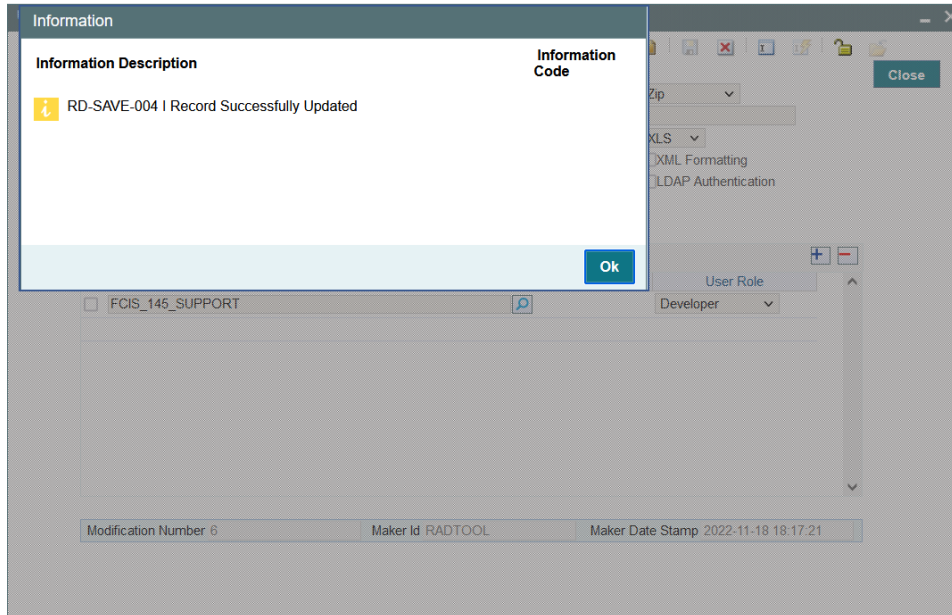 Information
Information Description
Information
Code
RD-SAVE-004 I Record Successfully Updated
Ok
Close
Zip
XLS
XML Formatting
LDAP Authentication
User Role
FCIS_145_SUPPORT
Developer
Modification Number 6
Maker Id RADTOOL
Maker Date Stamp 2022-11-18 18:17:21